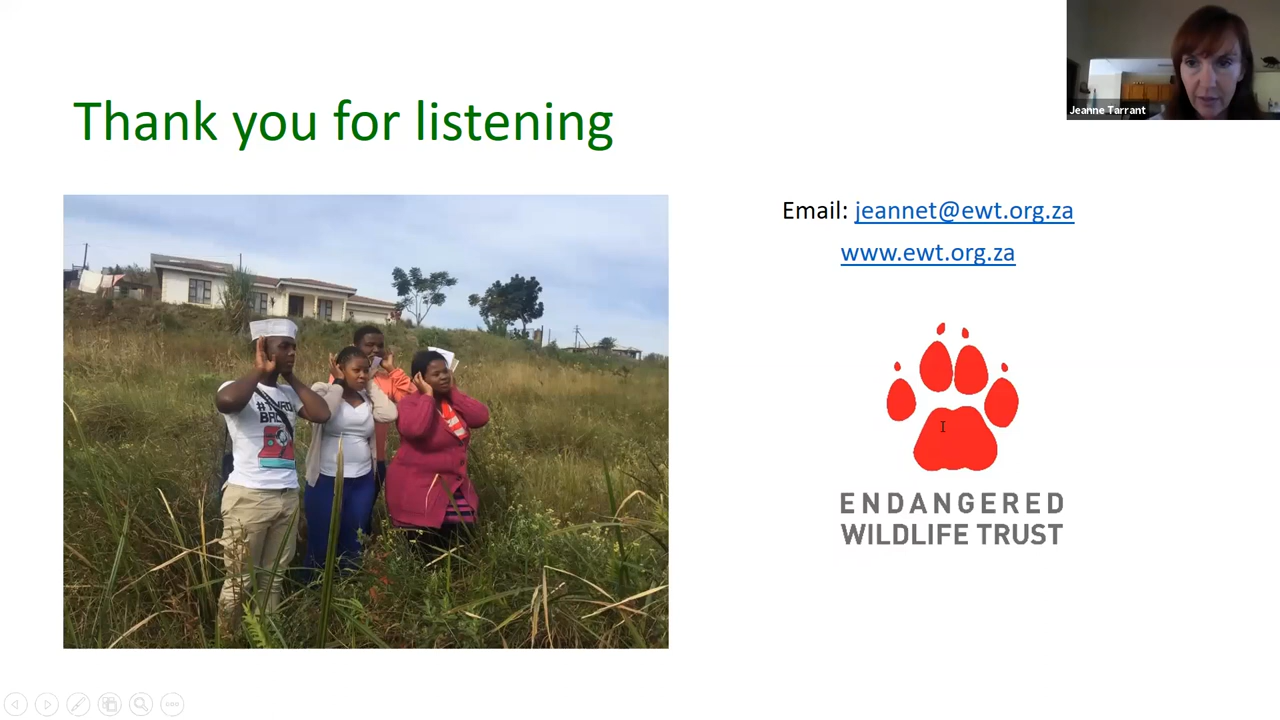 Jeanne Tarrant
Thank you for listening
Email: jeannet@ewt.org.za
www.ewt.org.za
ENDANGERED
WILDLIFE TRUST